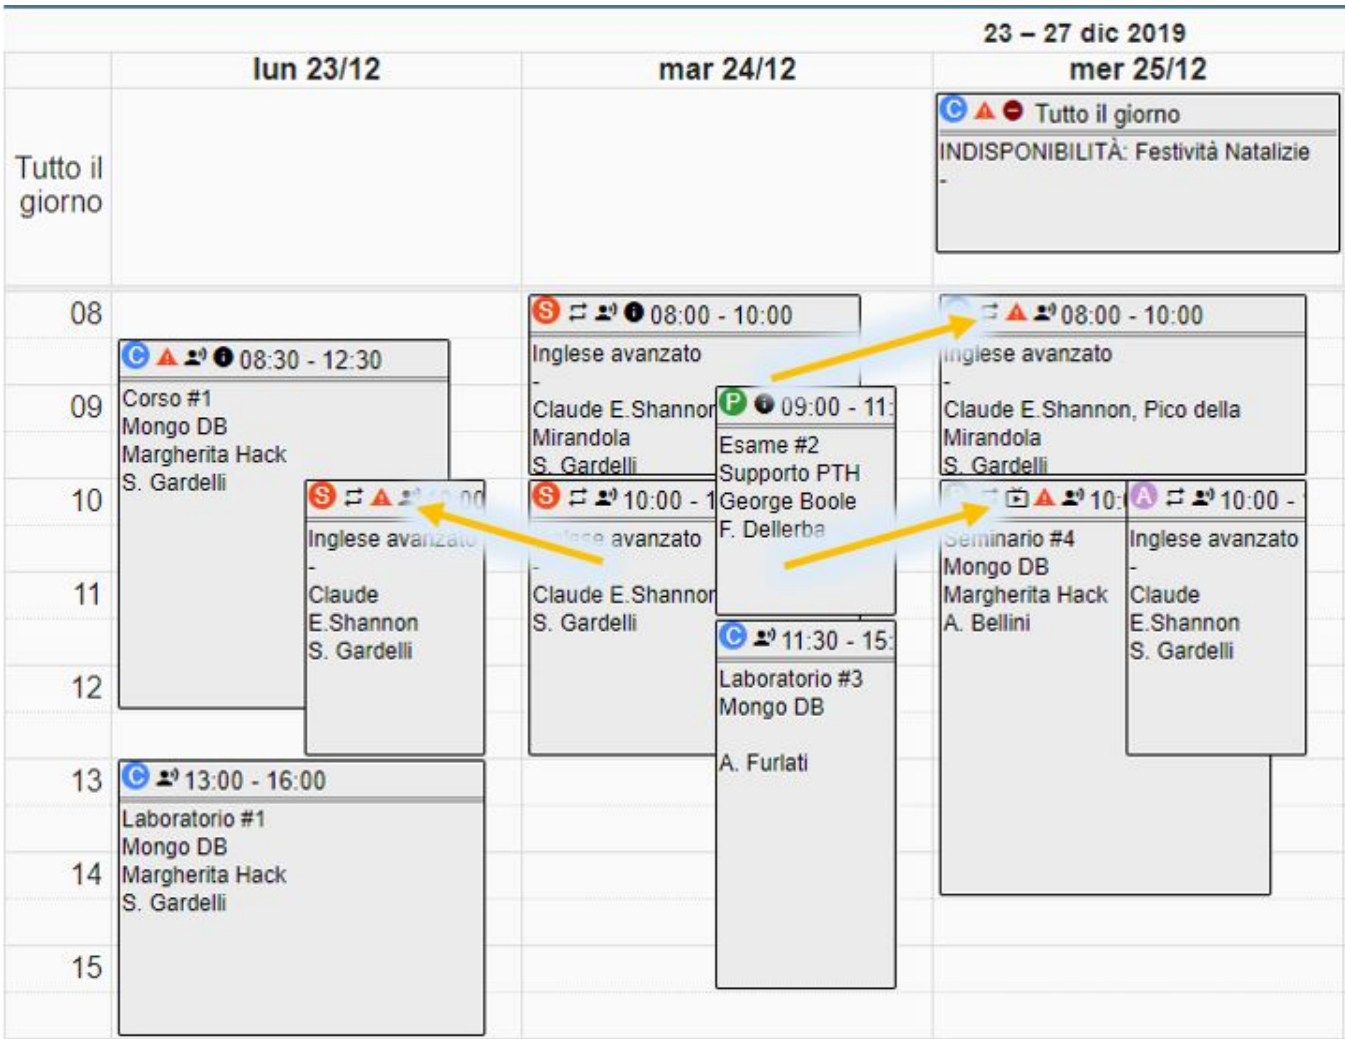 23 – 27 dic 2019
lun 23/12
mar 24/12
mer 25/12
Tutto il
giorno
C Tutto il giorno
INDISPONIBILITÀ: Festività Natalizie
-
08
09
10
11
12
13
14
15
C 08:30 - 12:30
Corso #1
Mongo DB
Margherita Hack
S. Gardelli
S
Inglese avanzato
-
Claude
E.Shannon
S. Gardelli
C 13:00 - 16:00
Laboratorio #1
Mongo DB
Margherita Hack
S. Gardelli
S 08:00 - 10:00
Inglese avanzato
-
Claude E.Shannon
Mirandola
S. Gardelli
P 09:00 - 11:
Esame #2
Supporto PTH
George Boole
F. Dellerba
S 10:00 - 1
avanzato
-
Claude E.Shannon
S. Gardelli
C 11:30 - 15:
Laboratorio #3
Mongo DB
A. Furlati
08:00 - 10:00
Inglese avanzato
-
Claude E.Shannon, Pico della
Mirandola
S. Gardelli
10:
Seminario #4
Mongo DB
Margherita Hack
A. Bellini
A 10:00 -
Inglese avanzato
-
Claude
E.Shannon
S. Gardelli